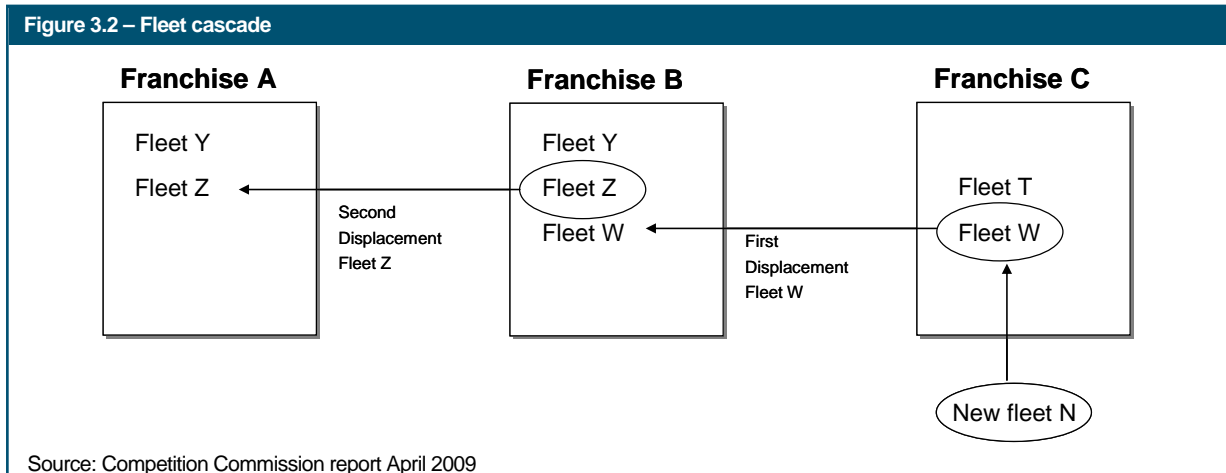 Figure 3.2 – Fleet cascade
Franchise A
Franchise B
Franchise C
Fleet Y
Fleet Z
Second
Displacement
Fleet Z
Fleet Y
Fleet Z
Fleet W
First
Displacement
Fleet W
Fleet T
Fleet W
New fleet N
Source: Competition Commission report April 2009